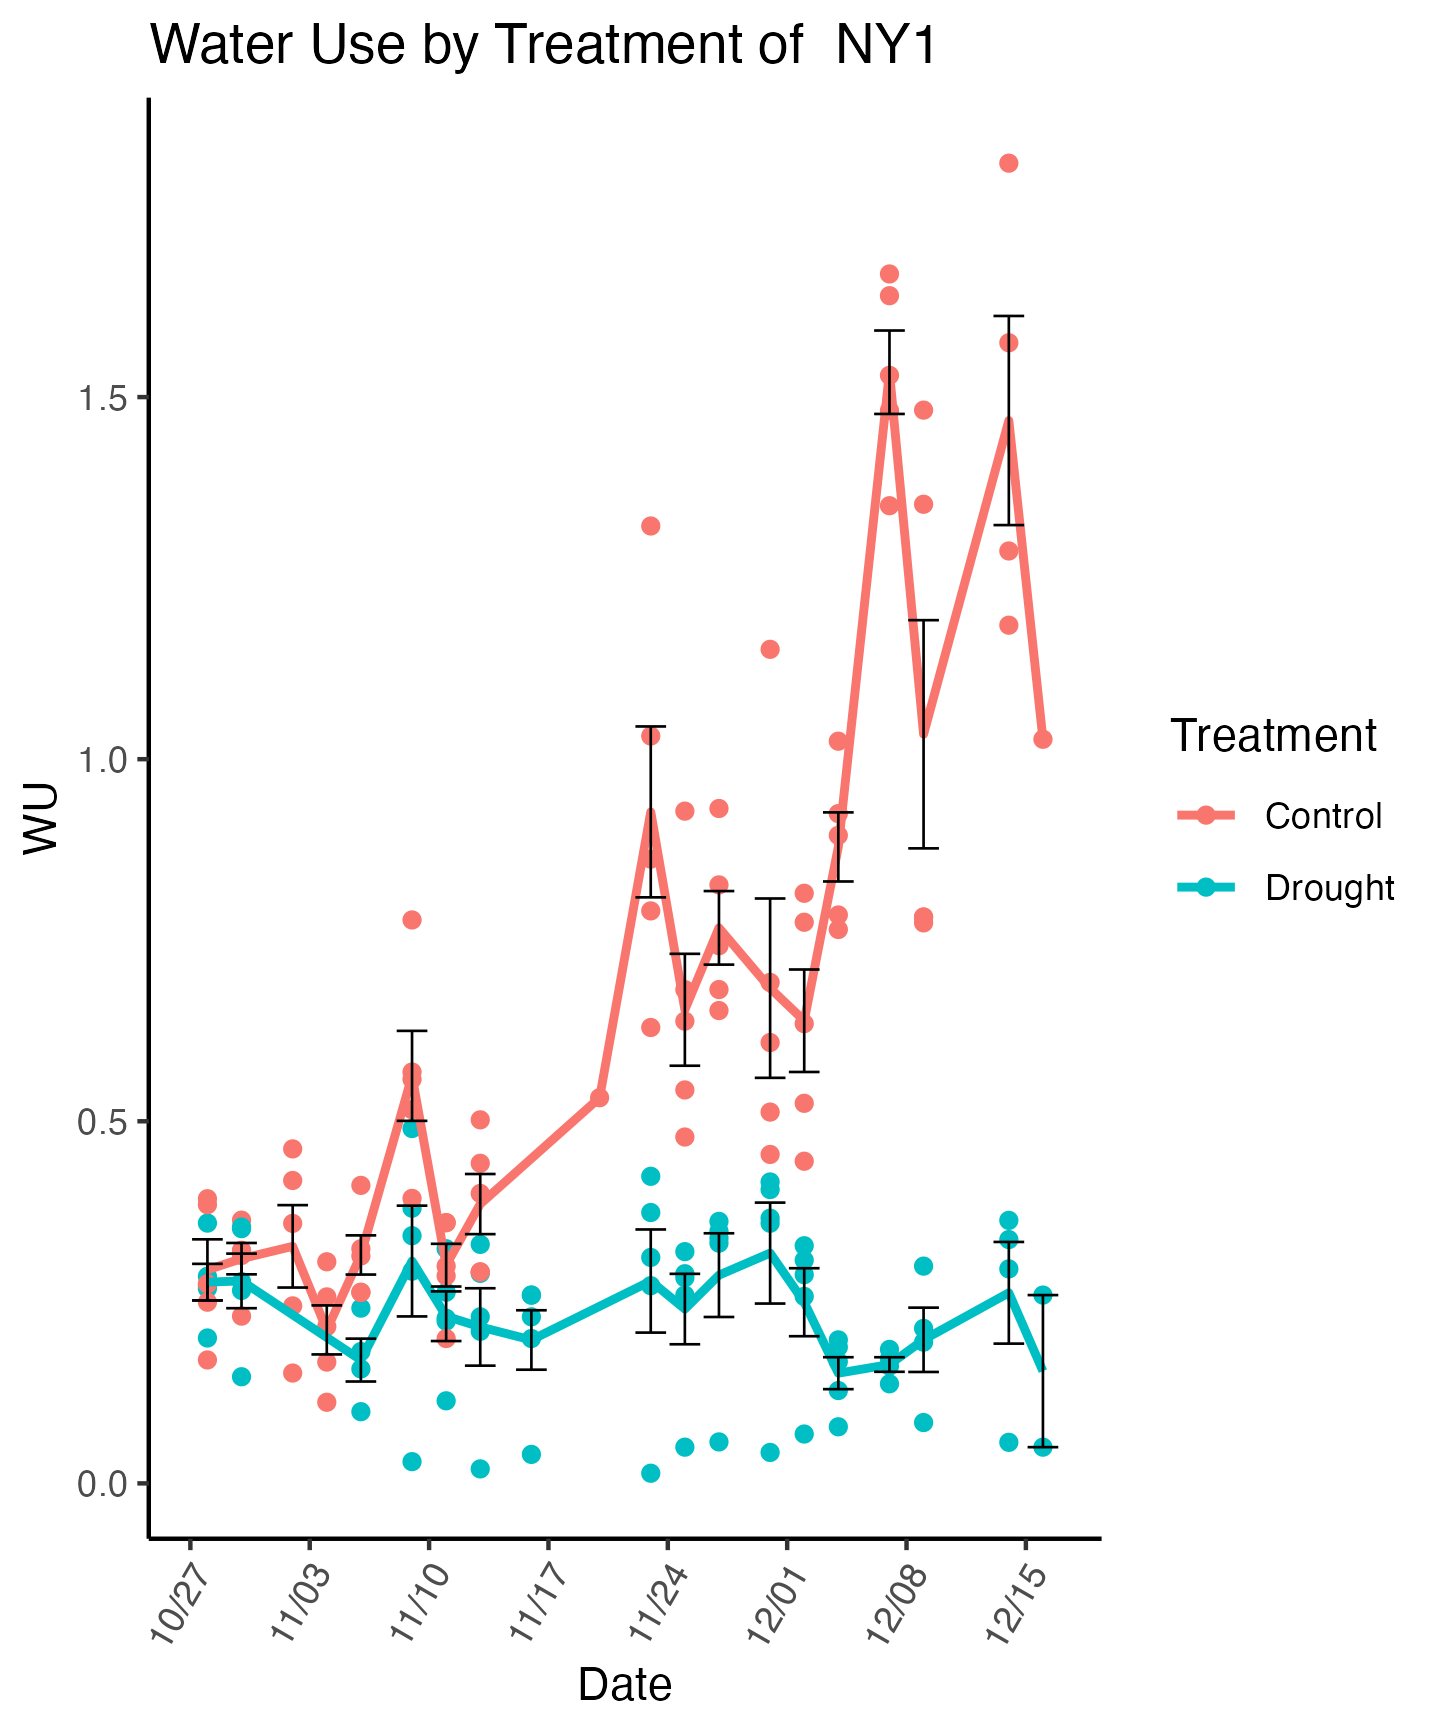 Water Use by Treatment of  NY1
WU
1.5
1.0
0.5
0.0
10/27
11/03
11/10
11/17
11/24
12/01
12/08
12/15
Date
Treatment
Control
Drought